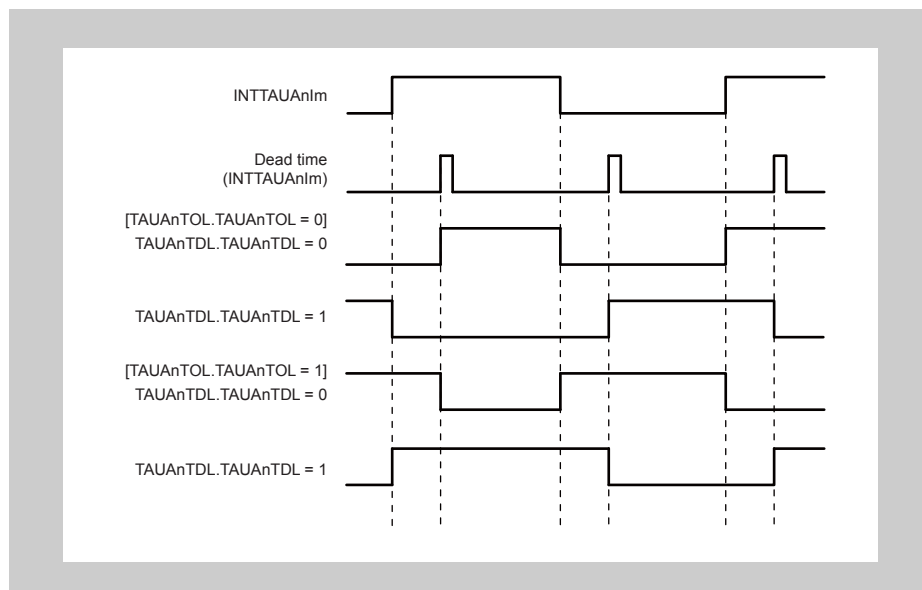 INTTAUAnIm
Dead time
(INTTAUAnIm)
[TAUAnTOL.TAUAnTOL = 0]
TAUAnTDL.TAUAnTDL = 0
TAUAnTDL.TAUAnTDL = 1
[TAUAnTOL.TAUAnTOL = 1]
TAUAnTDL.TAUAnTDL = 0
TAUAnTDL.TAUAnTDL = 1